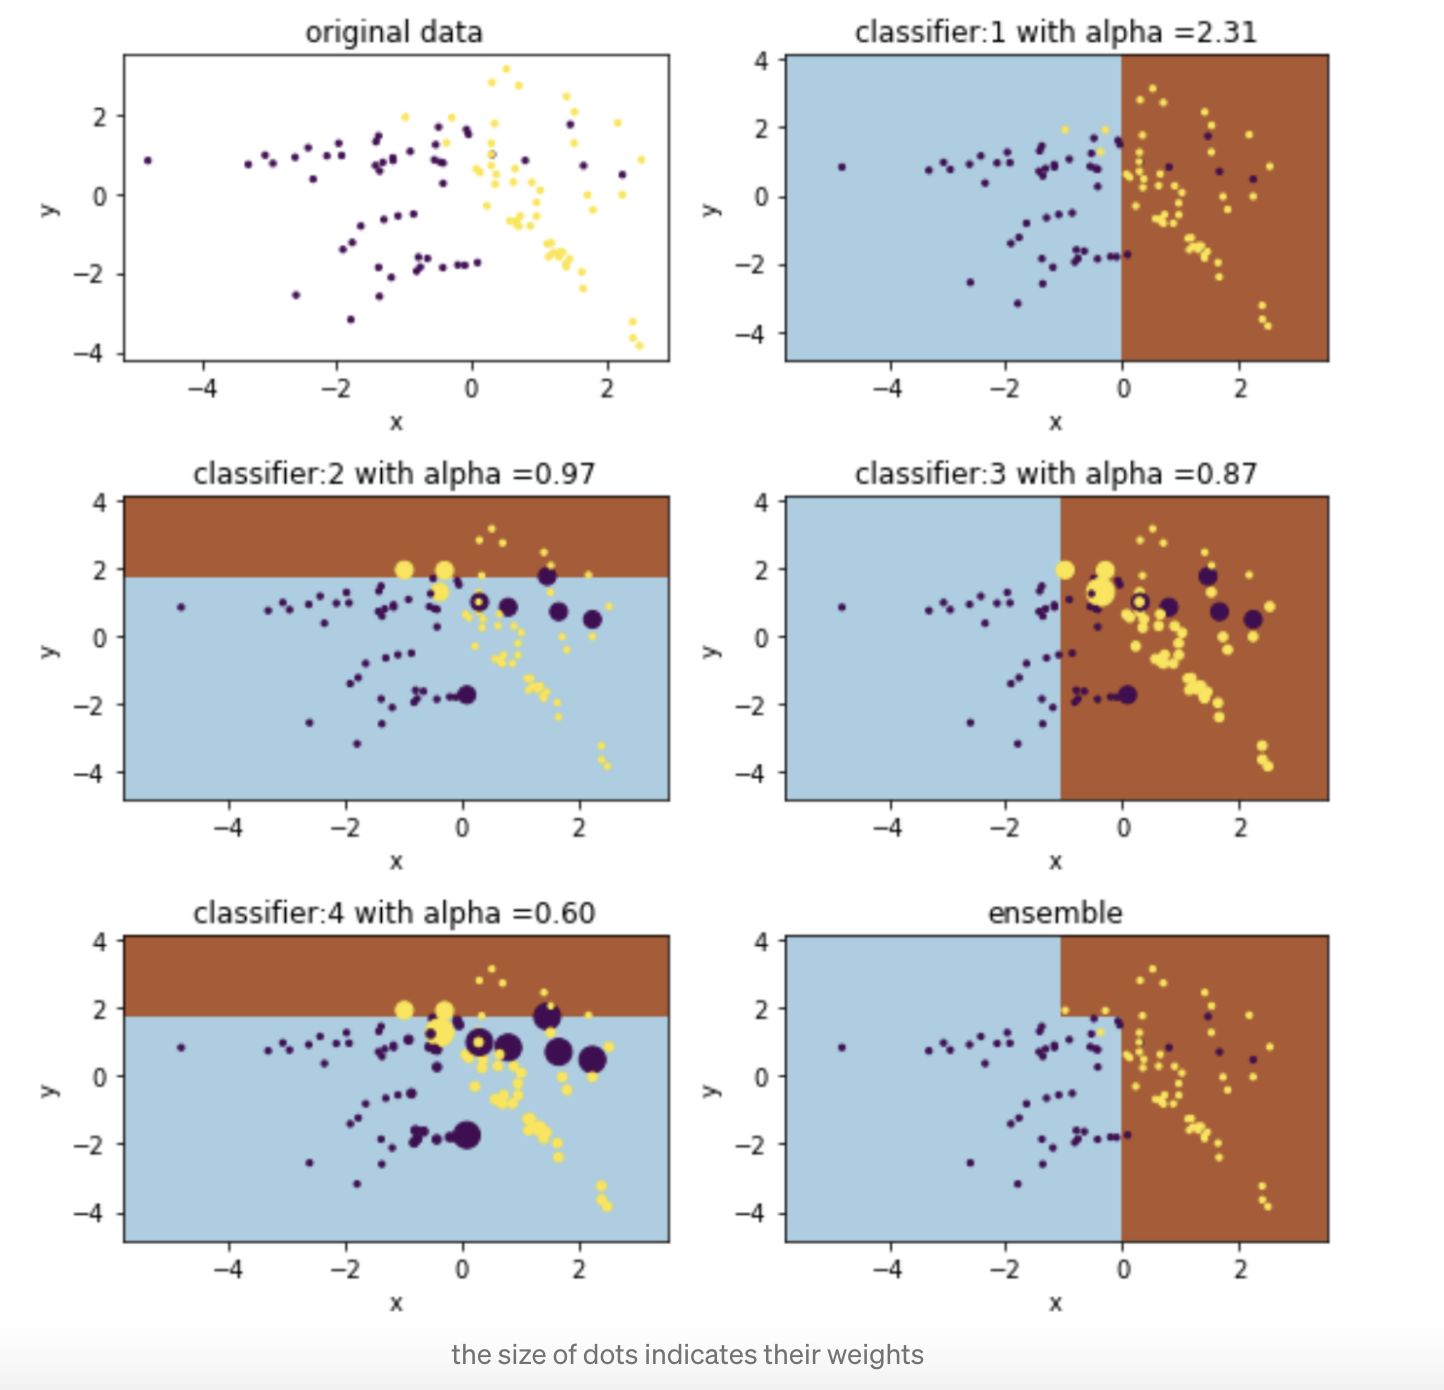 original data
classifier:1 with alpha =2.31
2
0
−2
−4
y
−4 −2 0 2
x
4
2
0
−2
−4
y
−4 −2 0 2
x
classifier:2 with alpha =0.97
classifier:3 with alpha =0.87
4
2
0
−2
−4
y
−4 −2 0 2
x
4
2
0
−2
−4
y
−4 −2 0 2
x
classifier:4 with alpha =0.60
ensemble
4
2
0
−2
−4
y
−4 −2 0 2
x
4
2
0
−2
−4
y
−4 −2 0 2
x
the size of dots indicates their weights